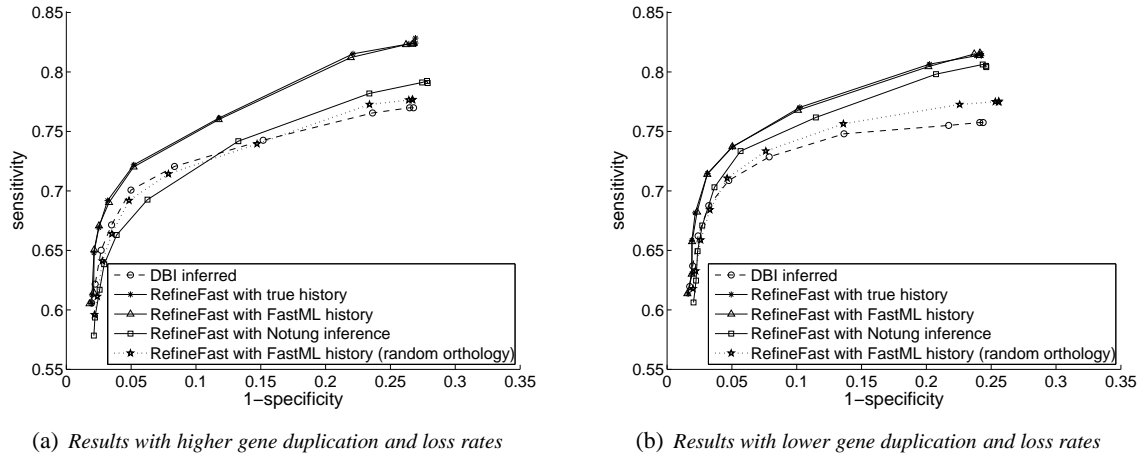 0.85
0.8
0.75
0.7
0.65
0.6
0.55
sensitivity
0
0.05
0.1
0.15
0.2
0.25
0.3
0.35
1−specificity
DBI inferred
RefineFast with true history
RefineFast with FastML history
RefineFast with Notung inference
RefineFast with FastML history (random orthology)
(a) Results with higher gene duplication and loss rates
0.85
0.8
0.75
0.7
0.65
0.6
0.55
sensitivity
0
0.05
0.1
0.15
0.2
0.25
0.3
0.35
1−specificity
DBI inferred
RefineFast with true history
RefineFast with FastML history
RefineFast with Notung inference
RefineFast with FastML history (random orthology)
(b) Results with lower gene duplication and loss rates